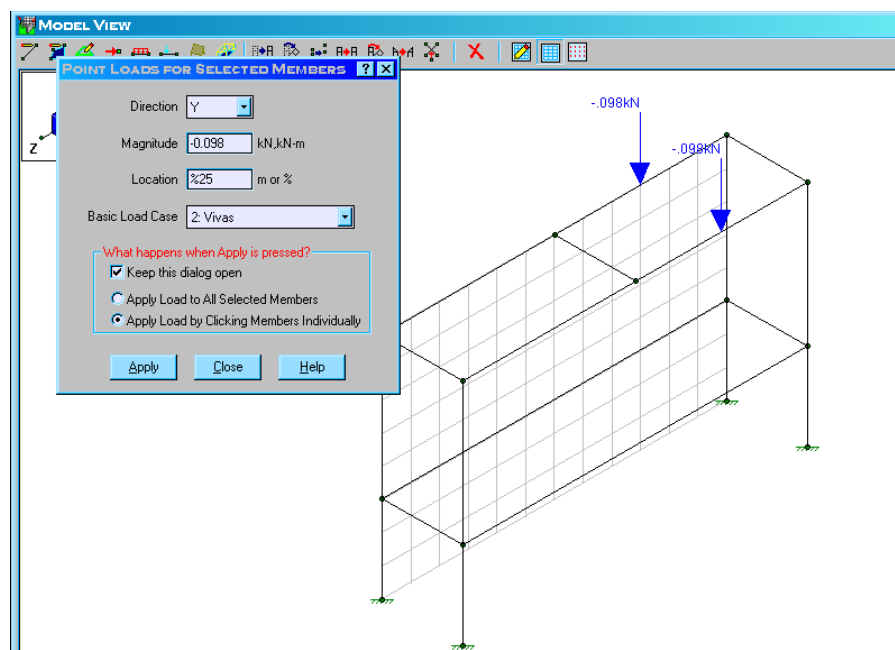 Model View
Point Loads for Selected Members
Direction Y
Magnitude -0.098 kN,kN-m
Location %25 m or %
Basic Load Case 2: Vivas
What happens when Apply is pressed?
Keep this dialog open
Apply Load to All Selected Members
Apply Load by Clicking Members Individually
Apply Close Help
Z
-.098kN
-.098kN